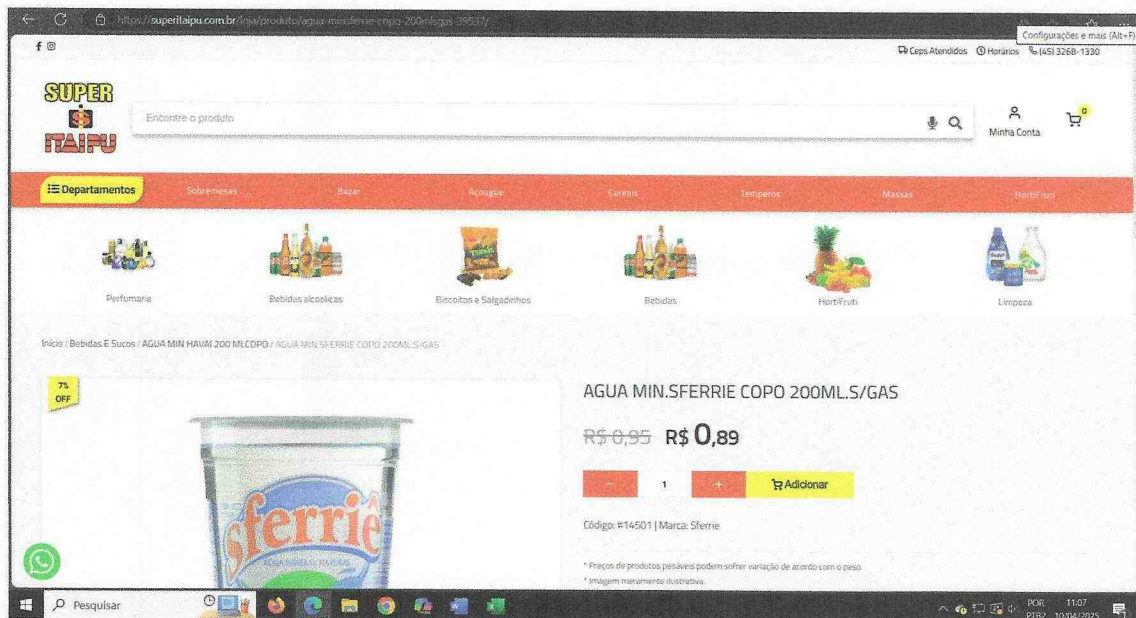 https://superitaipu.com.br/loja/produto/agua-minsferrie-copo-200mlsgas-39537/
Configurações e mais (Alt+F)
Ceps Atendidos Horários (45) 3268-1330
SUPER
ITAIPU
Encontre o produto
Minha Conta
0
Departamentos Sobremesas Bazar Açougue Cereais Temperos Massas HortiFruti
Perfumaria Bebidas alcoólicas Biscoitos e Salgadinhos Bebidas HortiFruti Limpeza
Início / Bebidas E Sucos / AGUA MIN HAVAI 200 MLCOPO / AGUA MIN.SFERRIE COPO 200ML.S/GAS
7%
OFF
AGUA MIN.SFERRIE COPO 200ML.S/GAS
R$ 0,95 R$ 0,89
- 1 + Adicionar
Código: #14501 | Marca: Sferrie
sferriê
ÁGUA MINERAL NATURAL
* Preços de produtos pesáveis podem sofrer variação de acordo com o peso.
* Imagem meramente ilustrativa.
Pesquisar
POR 11:07
PTB2 10/04/2025